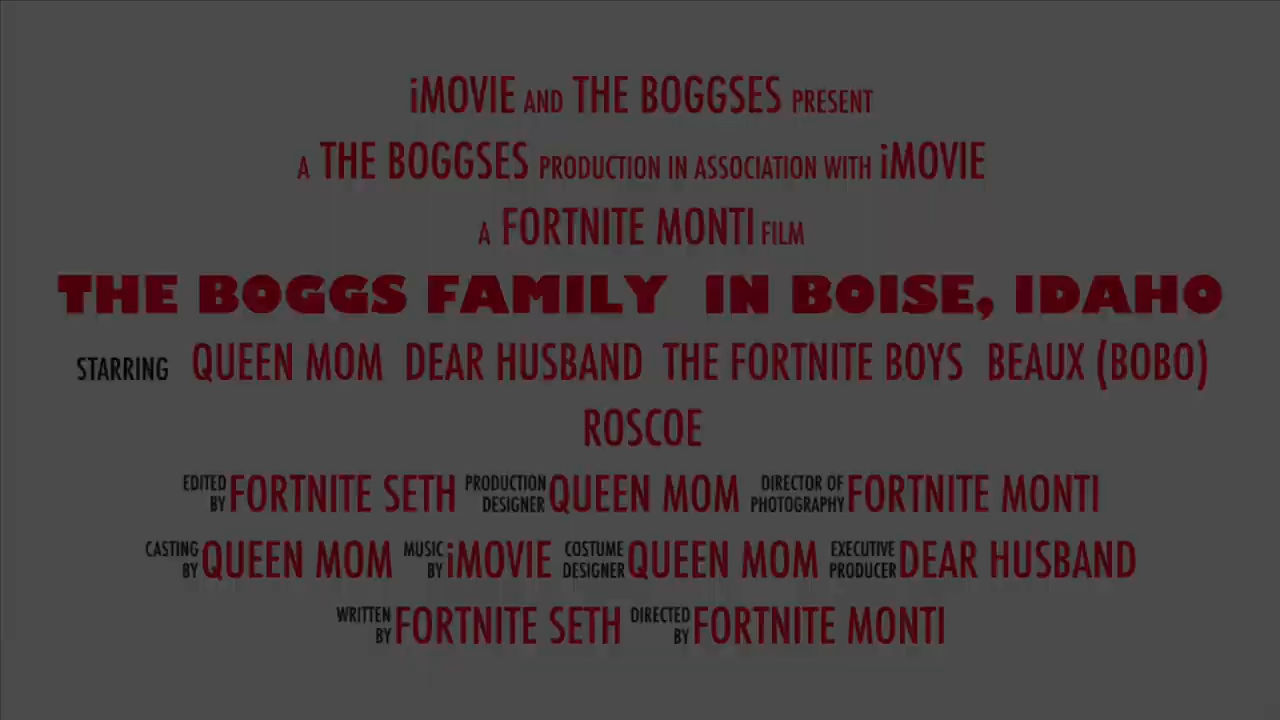 iMOVIE AND THE BOGGSES PRESENT
A THE BOGGSES PRODUCTION IN ASSOCIATION WITH iMOVIE
A FORTNITE MONTI FILM
THE BOGGS FAMILY IN BOISE, IDAHO
STARRING QUEEN MOM DEAR HUSBAND THE FORTNITE BOYS BEAUX (BOBO)
ROSCOE
EDITED BY FORTNITE SETH PRODUCTION DESIGNER QUEEN MOM DIRECTOR OF PHOTOGRAPHY FORTNITE MONTI
CASTING BY QUEEN MOM MUSIC BY iMOVIE COSTUME DESIGNER QUEEN MOM EXECUTIVE PRODUCER DEAR HUSBAND
WRITTEN BY FORTNITE SETH DIRECTED BY FORTNITE MONTI